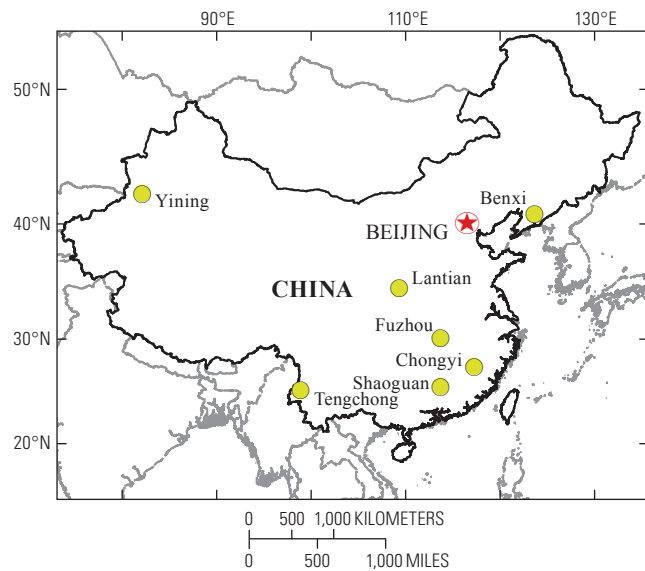 90°E 110°E 130°E
50°N
Yining
Benxi
40°N
BEIJING
CHINA
Lantian
Fuzhou
30°N
Chongyi
Shaoguan
Tengchong
20°N
0 500 1,000 KILOMETERS
0 500 1,000 MILES